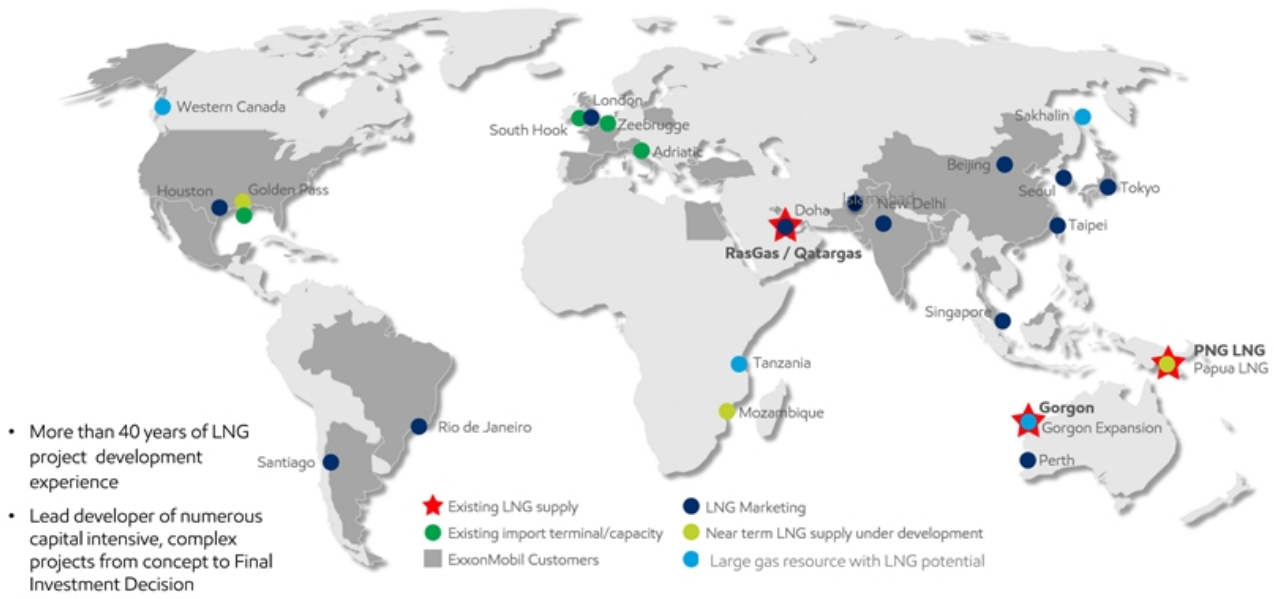 London
Western Canada
South Hook
Zeebrugge
Sakhalin
Adriatic
Beijing
Houston
Golden Pass
Seoul
Tokyo
Islamabad
New Delhi
Doha
Taipei
RasGas / Qatargas
Singapore
PNG LNG
Papua LNG
Tanzania
Mozambique
Gorgon
Gorgon Expansion
Rio de Janeiro
Santiago
Perth
• More than 40 years of LNG
project development
experience
• Lead developer of numerous
capital intensive, complex
projects from concept to Final
Investment Decision
Existing LNG supply
Existing import terminal/capacity
ExxonMobil Customers
LNG Marketing
Near term LNG supply under development
Large gas resource with LNG potential